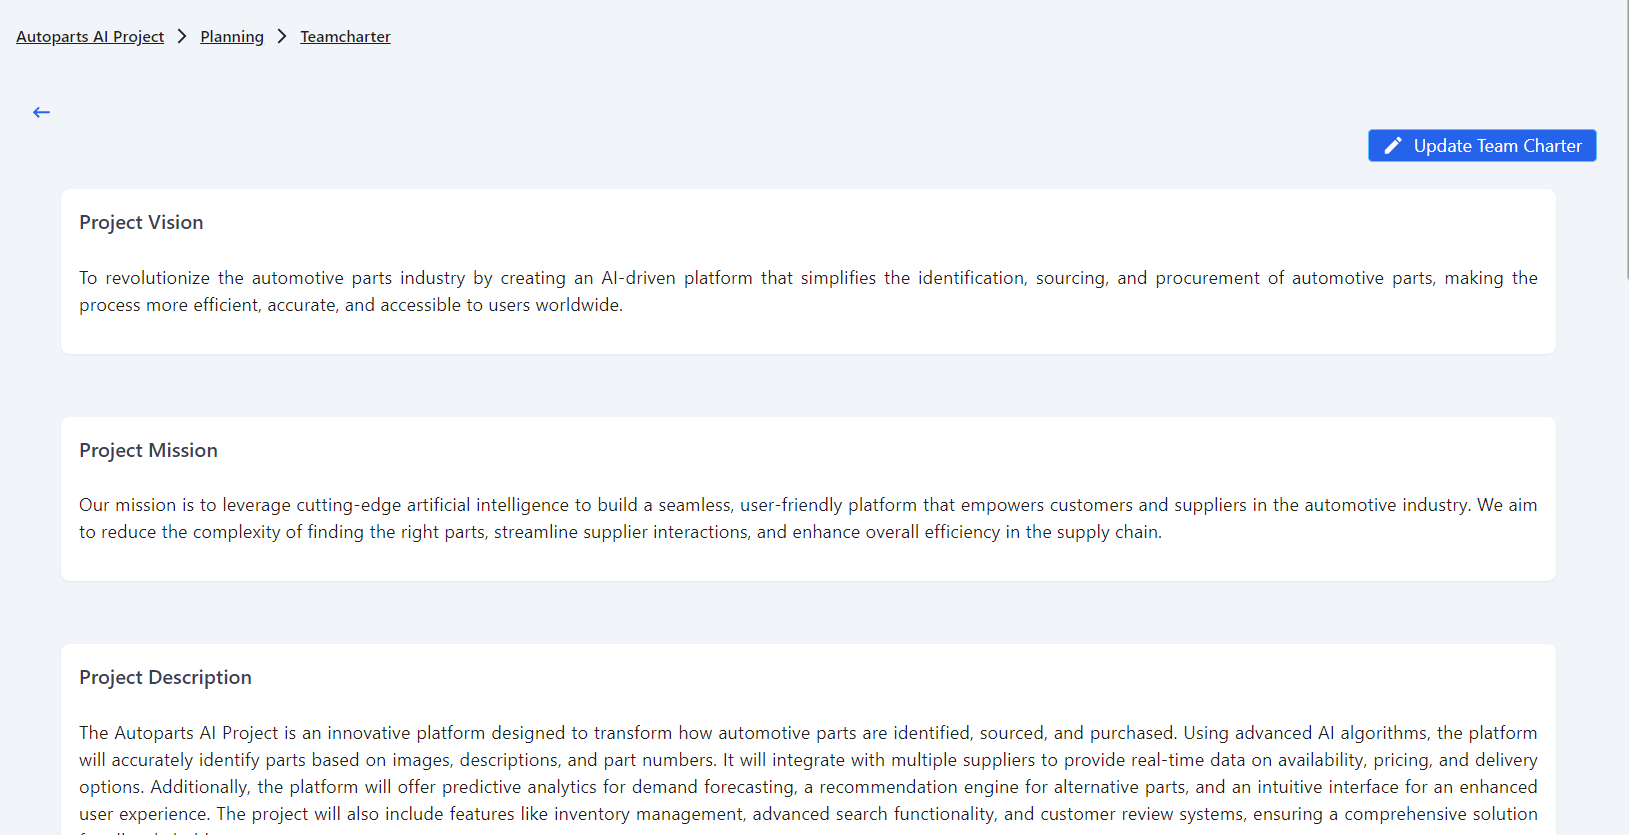 Autoparts AI Project > Planning > Teamcharter
Update Team Charter
Project Vision
To revolutionize the automotive parts industry by creating an AI-driven platform that simplifies the identification, sourcing, and procurement of automotive parts, making the
process more efficient, accurate, and accessible to users worldwide.
Project Mission
Our mission is to leverage cutting-edge artificial intelligence to build a seamless, user-friendly platform that empowers customers and suppliers in the automotive industry. We aim
to reduce the complexity of finding the right parts, streamline supplier interactions, and enhance overall efficiency in the supply chain.
Project Description
The Autoparts AI Project is an innovative platform designed to transform how automotive parts are identified, sourced, and purchased. Using advanced AI algorithms, the platform
will accurately identify parts based on images, descriptions, and part numbers. It will integrate with multiple suppliers to provide real-time data on availability, pricing, and delivery
options. Additionally, the platform will offer predictive analytics for demand forecasting, a recommendation engine for alternative parts, and an intuitive interface for an enhanced
user experience. The project will also include features like inventory management, advanced search functionality, and customer review systems, ensuring a comprehensive solution